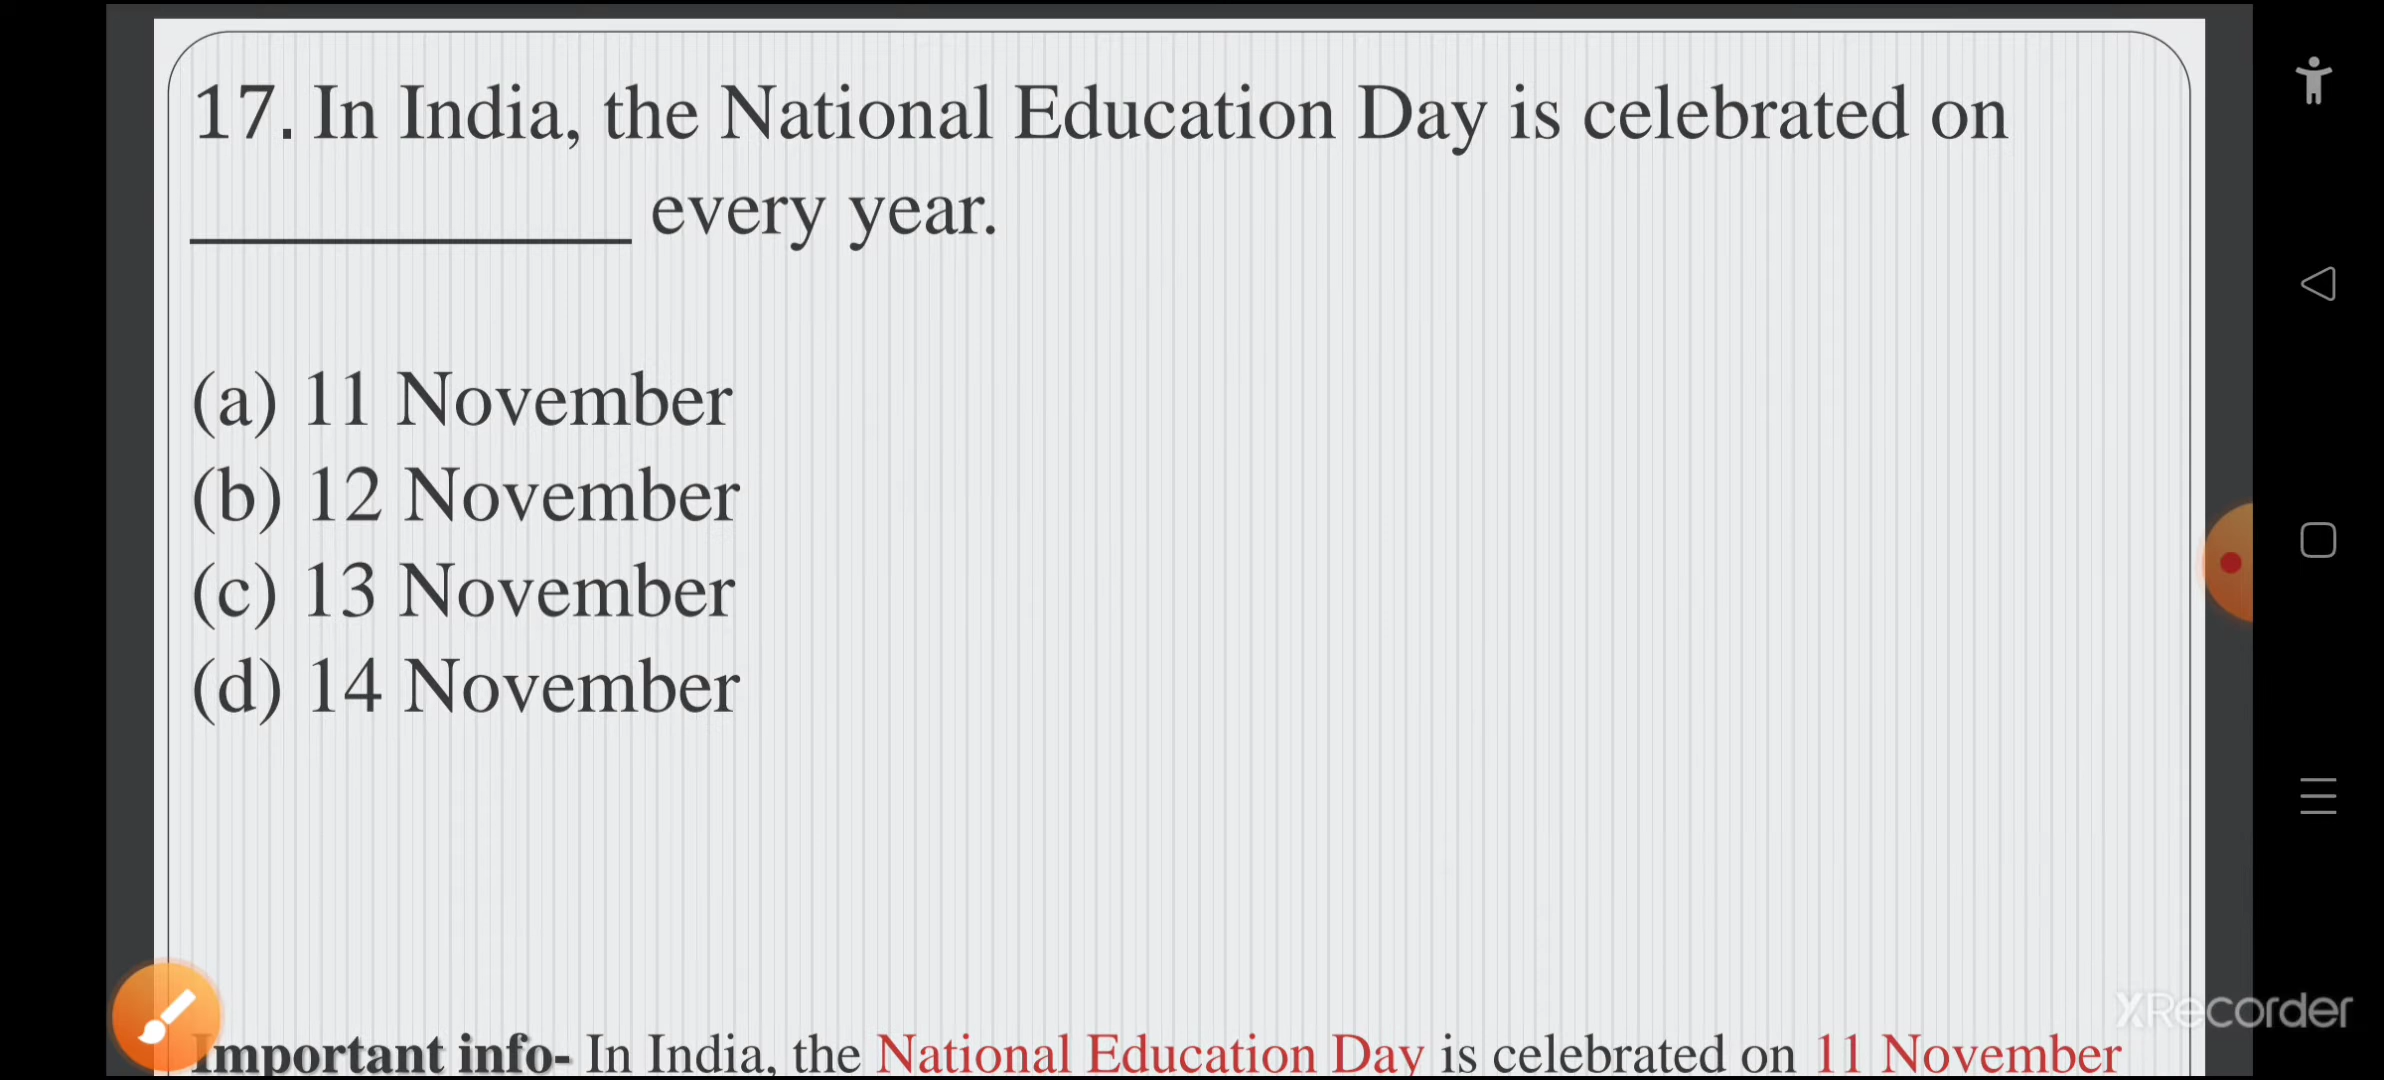 17. In India, the National Education Day is celebrated on
____________ every year.
(a) 11 November
(b) 12 November
(c) 13 November
(d) 14 November
XRecorder
Important info- In India, the National Education Day is celebrated on 11 November